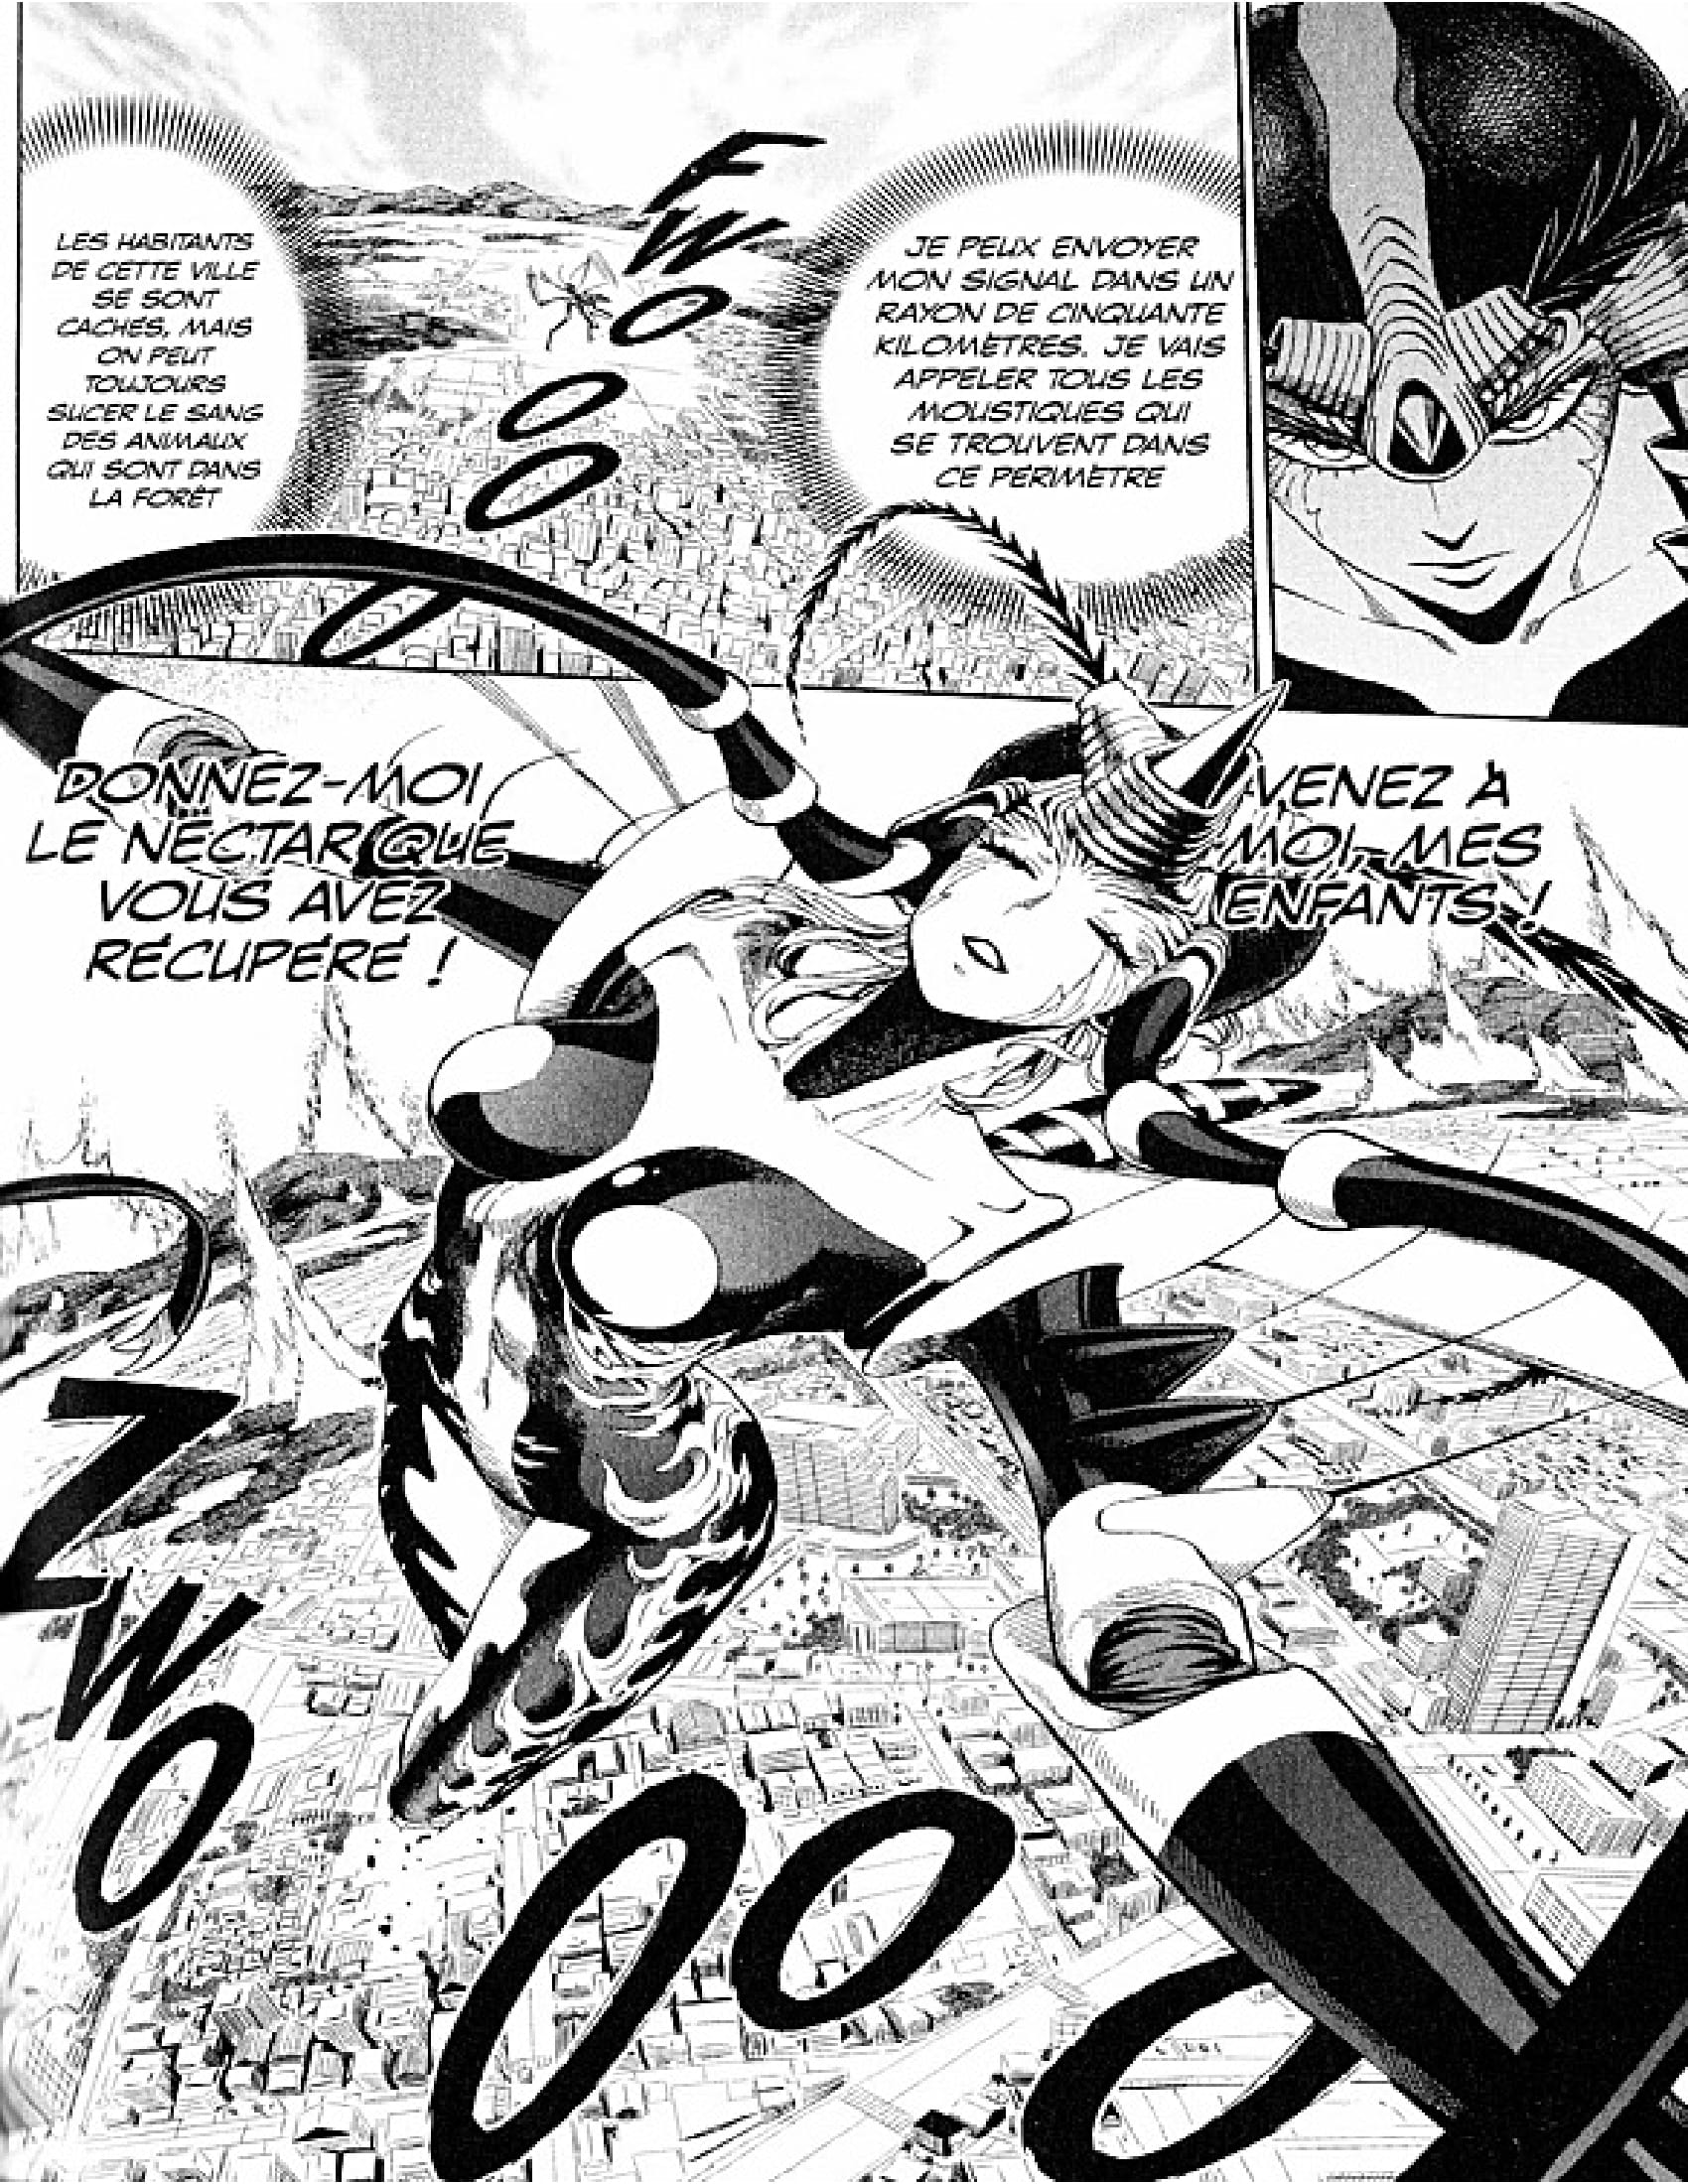 JE PEUX ENVOYER
MON SIGNAL DANS UN
RAYON DE CINQUANTE
KILOMÈTRES. JE VAIS
APPELER TOUS LES
MOUSTIQUES QUI
SE TROUVENT DANS
CE PÉRIMÈTRE
FWOOOO
LES HABITANTS
DE CETTE VILLE
SE SONT
CACHÉS, MAIS
ON PEUT
TOUJOURS
SUCER LE SANG
DES ANIMAUX
QUI SONT DANS
LA FORÊT
VENEZ À
MOI, MES
ENFANTS !
DONNEZ-MOI
LE NECTAR QUE
VOUS AVEZ
RÉCUPÉRÉ !
ZWOOOO